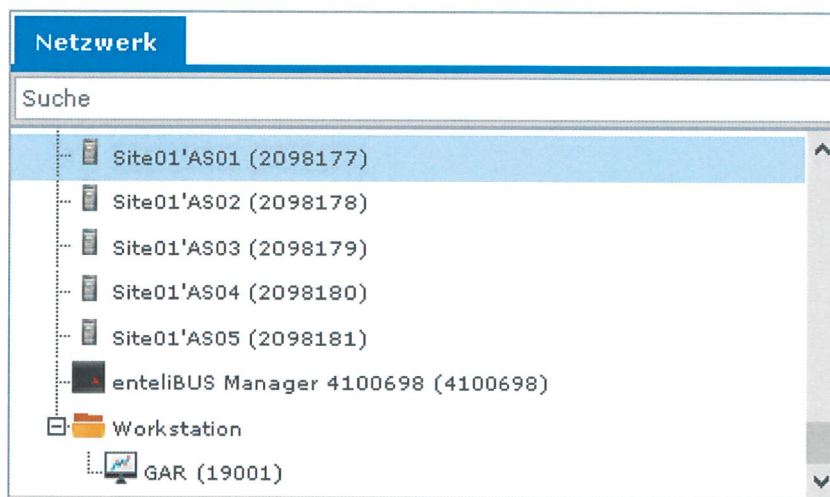 Netzwerk
Suche
Site01'AS01 (2098177)
Site01'AS02 (2098178)
Site01'AS03 (2098179)
Site01'AS04 (2098180)
Site01'AS05 (2098181)
enteliBUS Manager 4100698 (4100698)
Workstation
GAR (19001)